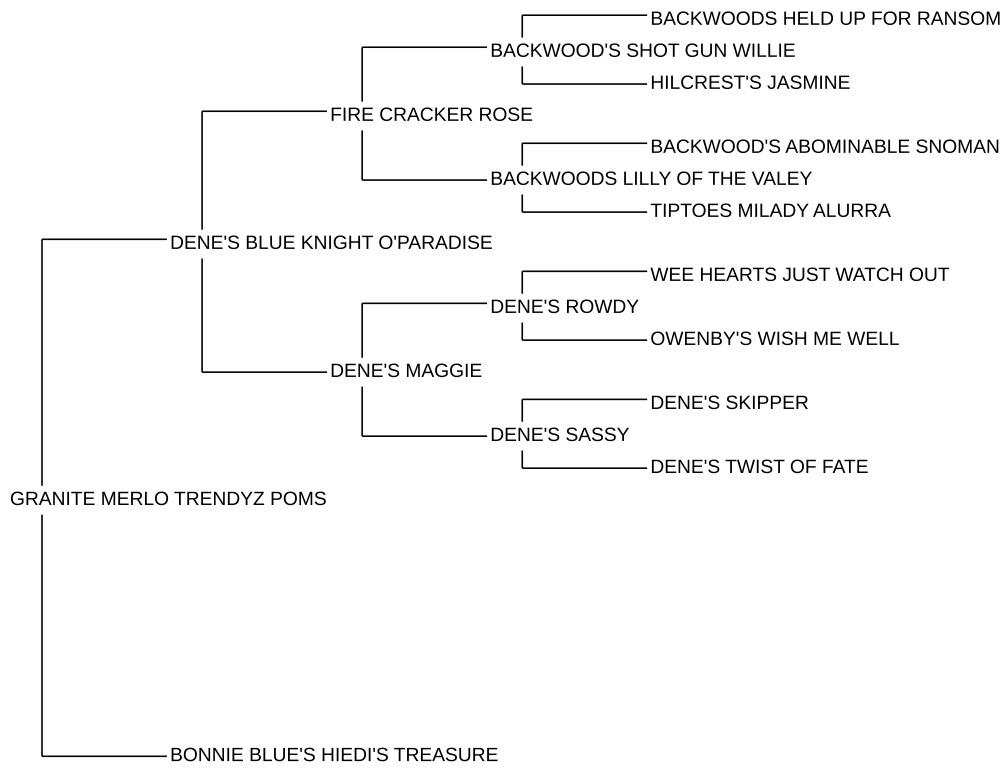 BACKWOODS HELD UP FOR RANSOM
BACKWOOD'S SHOT GUN WILLIE
HILCREST'S JASMINE
FIRE CRACKER ROSE
BACKWOOD'S ABOMINABLE SNOMAN
BACKWOODS LILLY OF THE VALEY
TIPTOES MILADY ALURRA
DENE'S BLUE KNIGHT O'PARADISE
WEE HEARTS JUST WATCH OUT
DENE'S ROWDY
OWENBY'S WISH ME WELL
DENE'S MAGGIE
DENE'S SKIPPER
DENE'S SASSY
DENE'S TWIST OF FATE
GRANITE MERLO TRENDYZ POMS
BONNIE BLUE'S HIEDI'S TREASURE